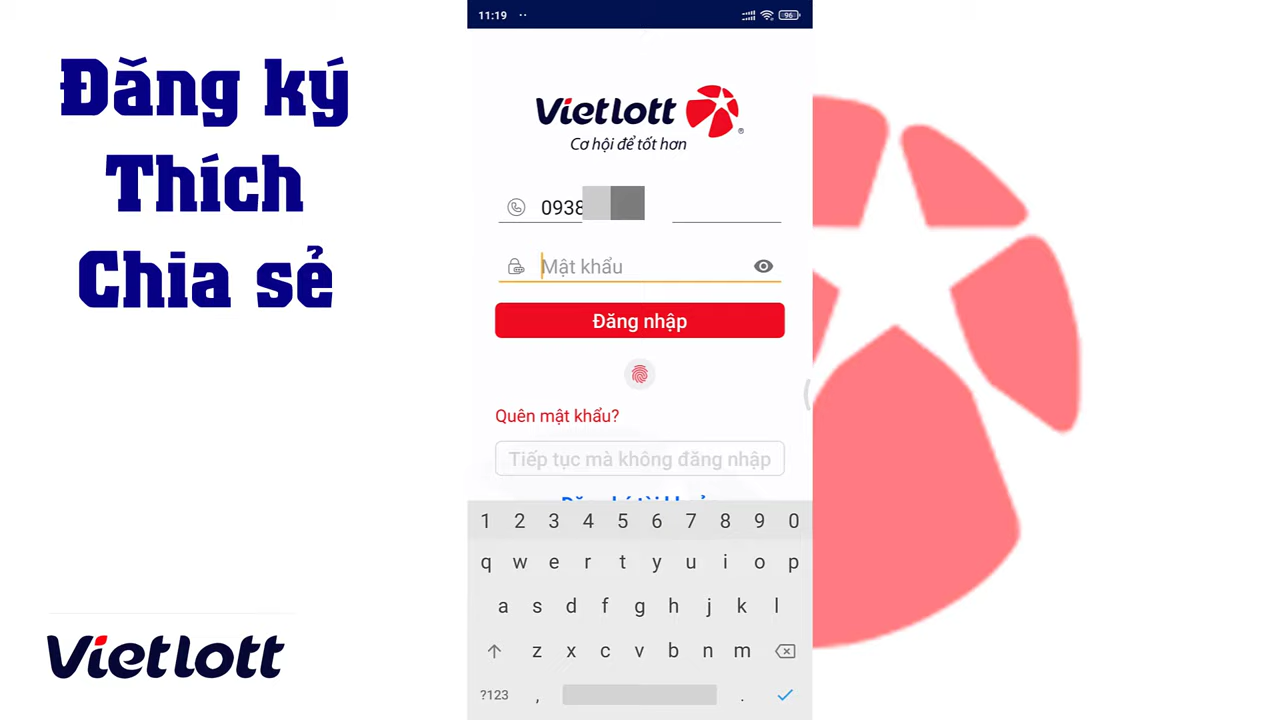 Đăng ký
Thích
Chia sẻ
Vietlott
11:19
96
Vietlott
®
Cơ hội để tốt hơn
0938
Mật khẩu
Đăng nhập
Quên mật khẩu?
Tiếp tục mà không đăng nhập
1 2 3 4 5 6 7 8 9 0
q w e r t y u i o p
a s d f g h j k l
z x c v b n m
?123 , .